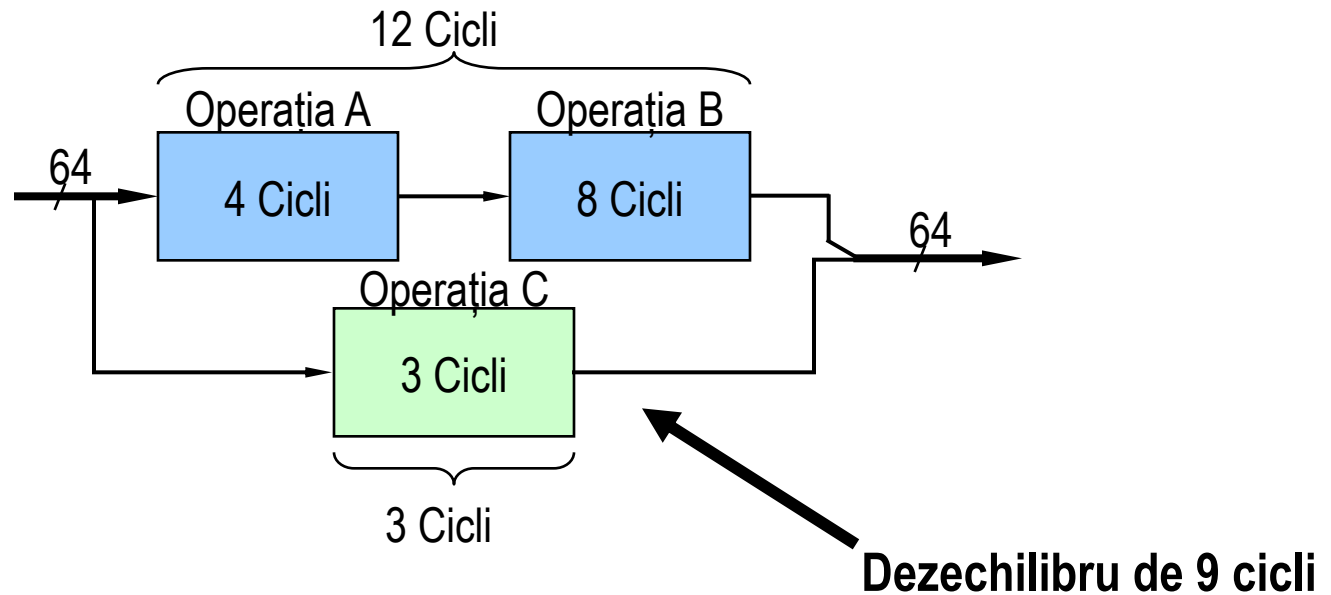 12 Cicli
Operația A
Operația B
64
4 Cicli
8 Cicli
64
Operația C
3 Cicli
3 Cicli
Dezechilibru de 9 cicli